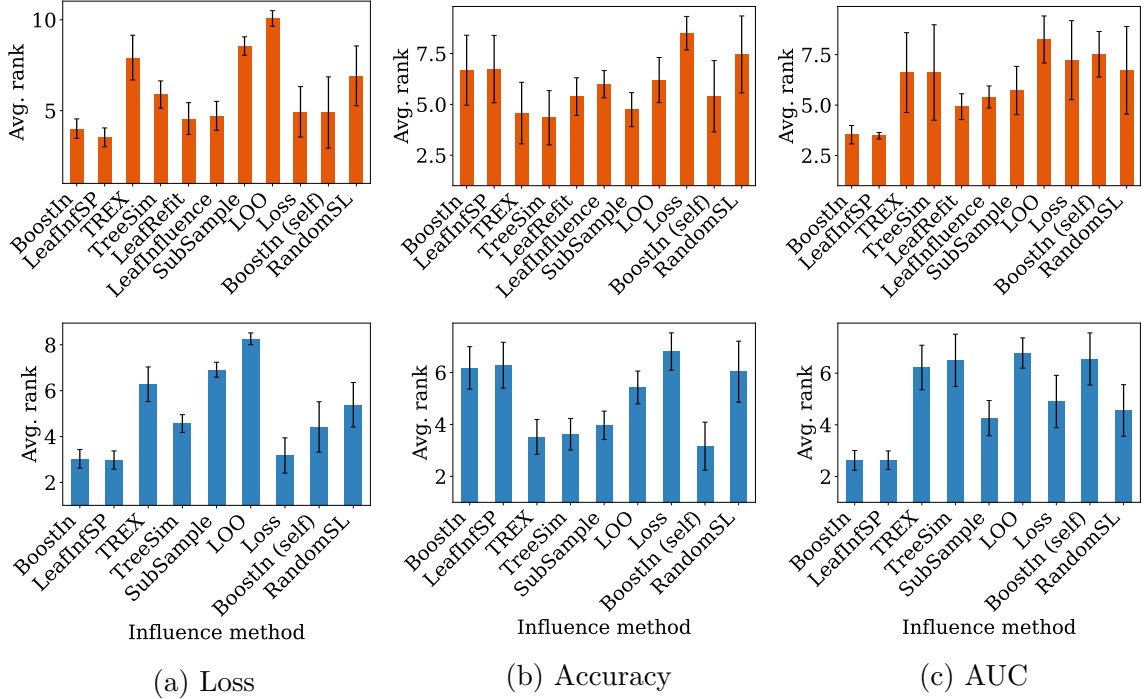 Avg. rank
10
5
BoostIn
LeafInfSP
TREX
TreeSim
LeafRefit
LeafInfluence
SubSample
LOO
Loss
BoostIn (self)
RandomSL
Avg. rank
7.5
5.0
2.5
BoostIn
LeafInfSP
TREX
TreeSim
LeafRefit
LeafInfluence
SubSample
LOO
Loss
BoostIn (self)
RandomSL
Avg. rank
7.5
5.0
2.5
BoostIn
LeafInfSP
TREX
TreeSim
LeafRefit
LeafInfluence
SubSample
LOO
Loss
BoostIn (self)
RandomSL
Avg. rank
8
6
4
2
BoostIn
LeafInfSP
TREX
TreeSim
SubSample
LOO
Loss
BoostIn (self)
RandomSL
Influence method
Avg. rank
6
4
2
BoostIn
LeafInfSP
TREX
TreeSim
SubSample
LOO
Loss
BoostIn (self)
RandomSL
Influence method
Avg. rank
6
4
2
BoostIn
LeafInfSP
TREX
TreeSim
SubSample
LOO
Loss
BoostIn (self)
RandomSL
Influence method
(a) Loss
(b) Accuracy
(c) AUC